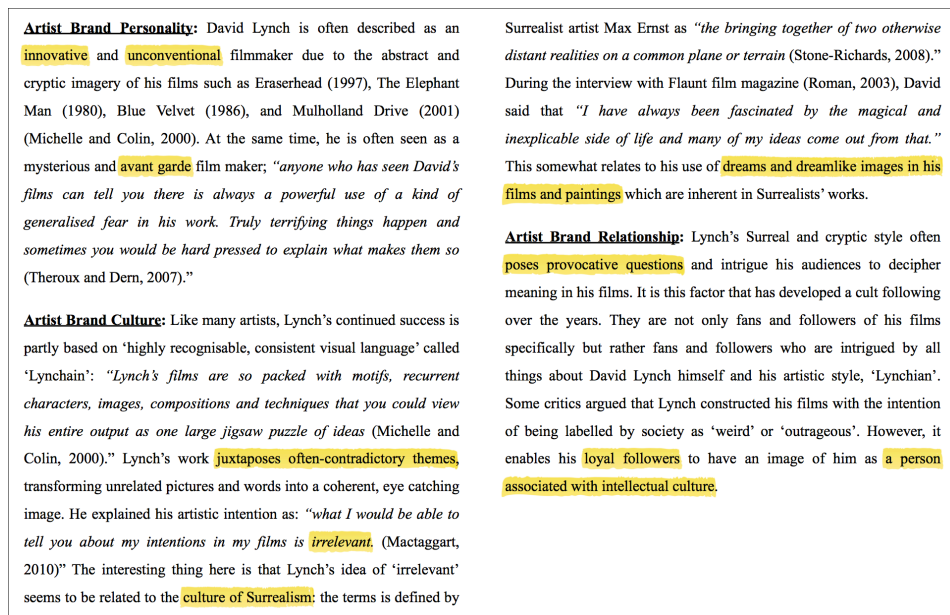 Artist Brand Personality: David Lynch is often described as an
innovative and unconventional filmmaker due to the abstract and
cryptic imagery of his films such as Eraserhead (1997), The Elephant
Man (1980), Blue Velvet (1986), and Mulholland Drive (2001)
(Michelle and Colin, 2000). At the same time, he is often seen as a
mysterious and avant garde film maker; “anyone who has seen David’s
films can tell you there is always a powerful use of a kind of
generalised fear in his work. Truly terrifying things happen and
sometimes you would be hard pressed to explain what makes them so
(Theroux and Dern, 2007).”
Artist Brand Culture: Like many artists, Lynch’s continued success is
partly based on ‘highly recognisable, consistent visual language’ called
‘Lynchain’: “Lynch’s films are so packed with motifs, recurrent
characters, images, compositions and techniques that you could view
his entire output as one large jigsaw puzzle of ideas (Michelle and
Colin, 2000).” Lynch’s work juxtaposes often-contradictory themes,
transforming unrelated pictures and words into a coherent, eye catching
image. He explained his artistic intention as: “what I would be able to
tell you about my intentions in my films is irrelevant. (Mactaggart,
2010)” The interesting thing here is that Lynch’s idea of ‘irrelevant’
seems to be related to the culture of Surrealism: the terms is defined by
Surrealist artist Max Ernst as “the bringing together of two otherwise
distant realities on a common plane or terrain (Stone-Richards, 2008).”
During the interview with Flaunt film magazine (Roman, 2003), David
said that “I have always been fascinated by the magical and
inexplicable side of life and many of my ideas come out from that.”
This somewhat relates to his use of dreams and dreamlike images in his
films and paintings which are inherent in Surrealists’ works.
Artist Brand Relationship: Lynch’s Surreal and cryptic style often
poses provocative questions and intrigue his audiences to decipher
meaning in his films. It is this factor that has developed a cult following
over the years. They are not only fans and followers of his films
specifically but rather fans and followers who are intrigued by all
things about David Lynch himself and his artistic style, ‘Lynchian’.
Some critics argued that Lynch constructed his films with the intention
of being labelled by society as ‘weird’ or ‘outrageous’. However, it
enables his loyal followers to have an image of him as a person
associated with intellectual culture.